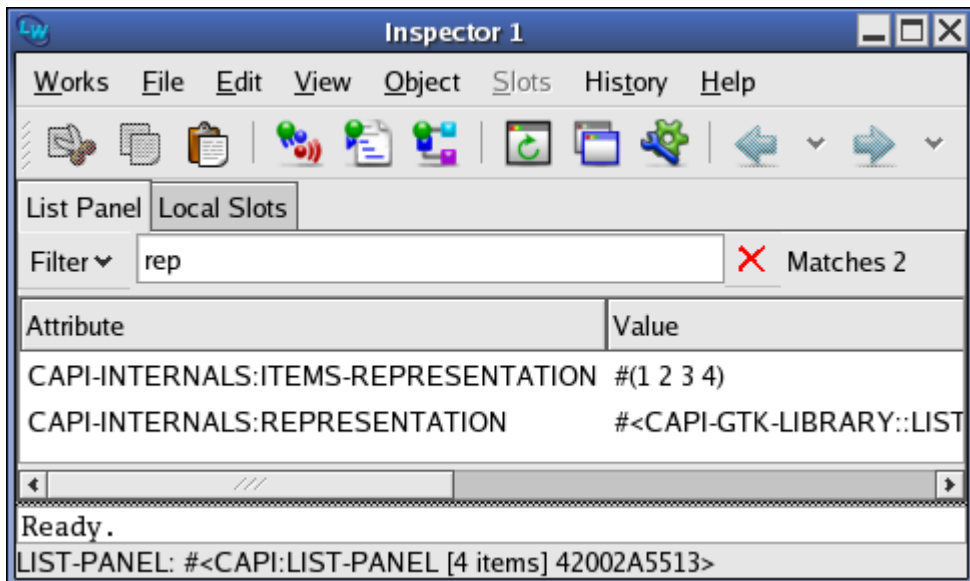 LW Inspector 1
Works File Edit View Object Slots History Help
List Panel Local Slots
Filter rep Matches 2
Attribute Value
CAPI-INTERNALS:ITEMS-REPRESENTATION #(1 2 3 4)
CAPI-INTERNALS:REPRESENTATION #<CAPI-GTK-LIBRARY::LIST
Ready.
LIST-PANEL: #<CAPI:LIST-PANEL [4 items] 42002A5513>